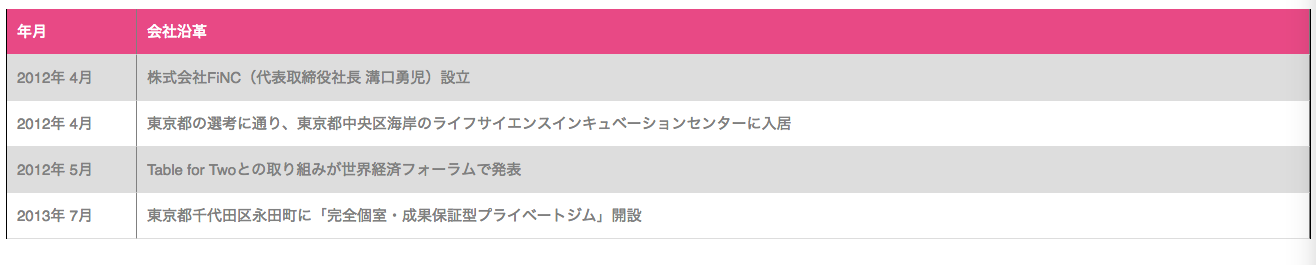 年月 会社沿革
2012年 4月 株式会社FiNC（代表取締役社長 溝口勇児）設立
2012年 4月 東京都の選考に通り、東京都中央区海岸のライフサイエンスインキュベーションセンターに入居
2012年 5月 Table for Twoとの取り組みが世界経済フォーラムで発表
2013年 7月 東京都千代田区永田町に「完全個室・成果保証型プライベートジム」開設